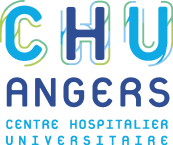 CHU
ANGERS
CENTRE HOSPITALIER
UNIVERSITAIRE